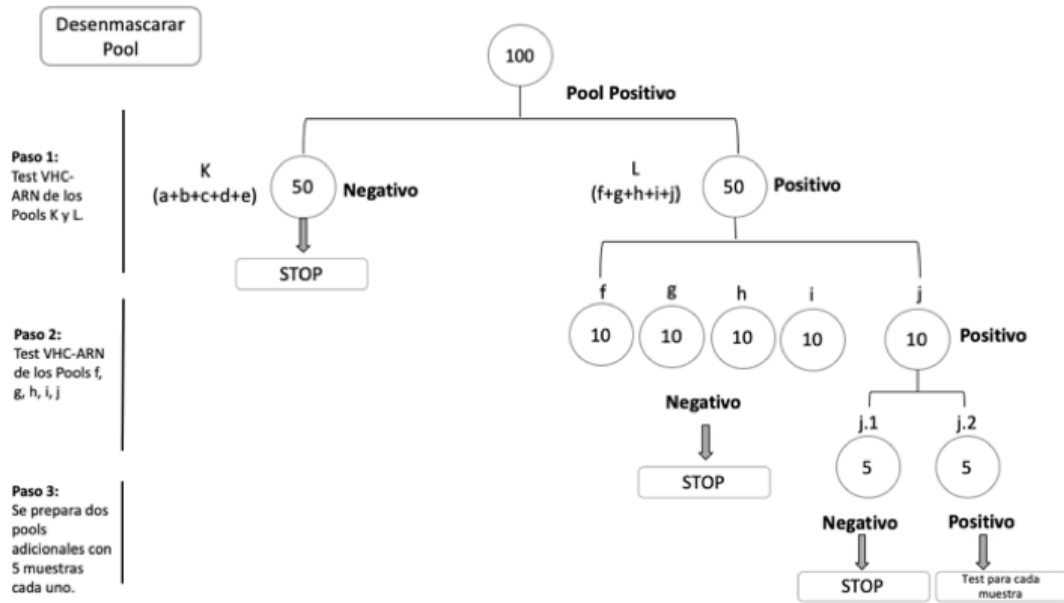 Desenmascarar
Pool
100
Pool Positivo
Paso 1:
Test VHC-
ARN de los
Pools K y L.
K
(a+b+c+d+e)
50
Negativo
STOP
L
(f+g+h+i+j)
50
Positivo
Paso 2:
Test VHC-ARN
de los Pools f,
g, h, i, j
f
g
h
i
j
10
10
10
10
10
Positivo
Negativo
STOP
j.1
j.2
5
5
Paso 3:
Se prepara dos
pools
adicionales con
5 muestras
cada uno.
Negativo
Positivo
STOP
Test para cada
muestra